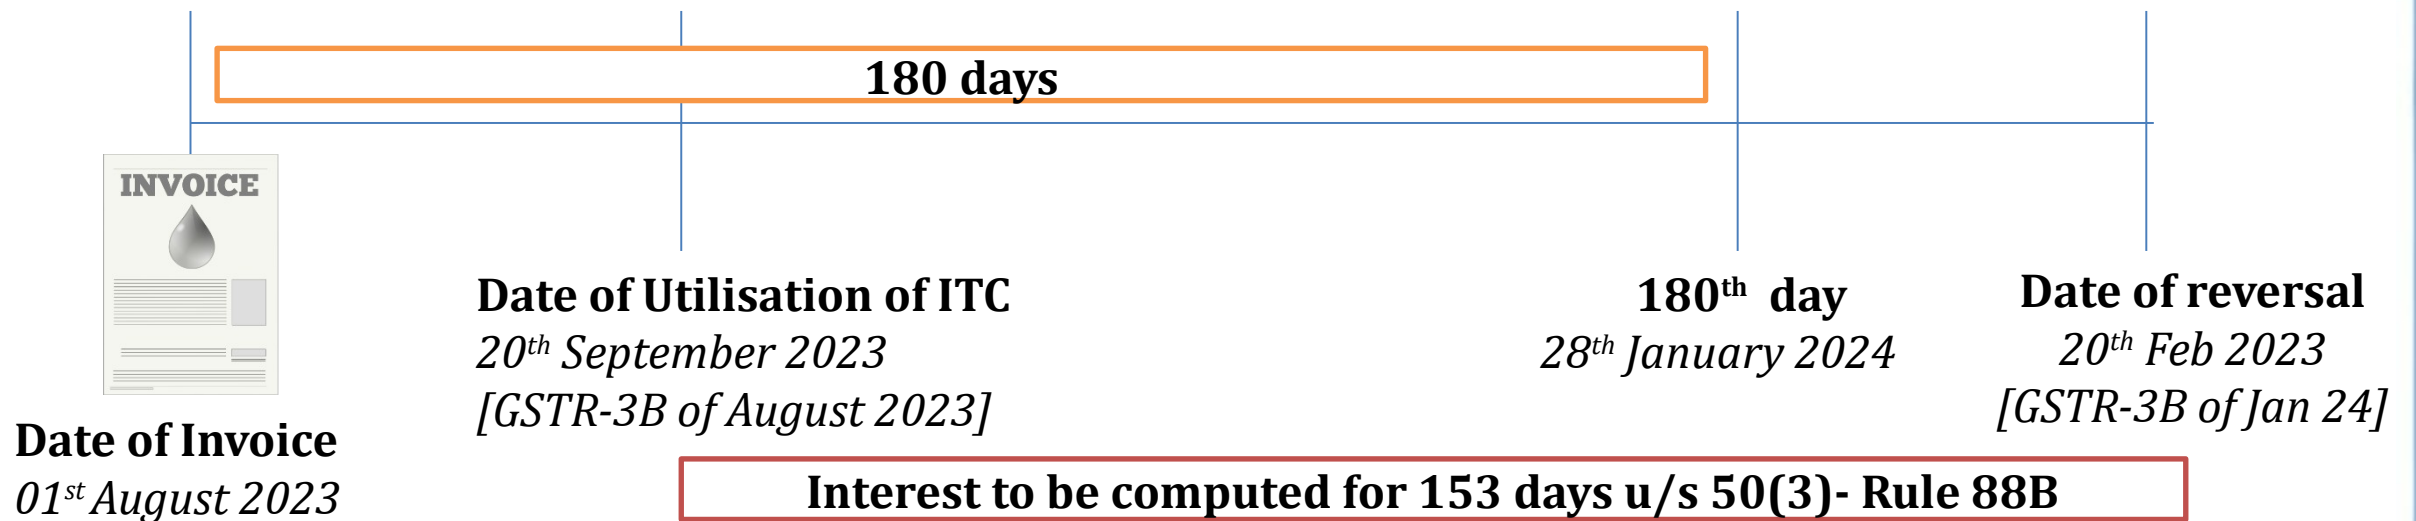 180 days
INVOICE
Date of Invoice
01st August 2023
Date of Utilisation of ITC
20th September 2023
[GSTR-3B of August 2023]
180th day
28th January 2024
Date of reversal
20th Feb 2023
[GSTR-3B of Jan 24]
Interest to be computed for 153 days u/s 50(3)- Rule 88B